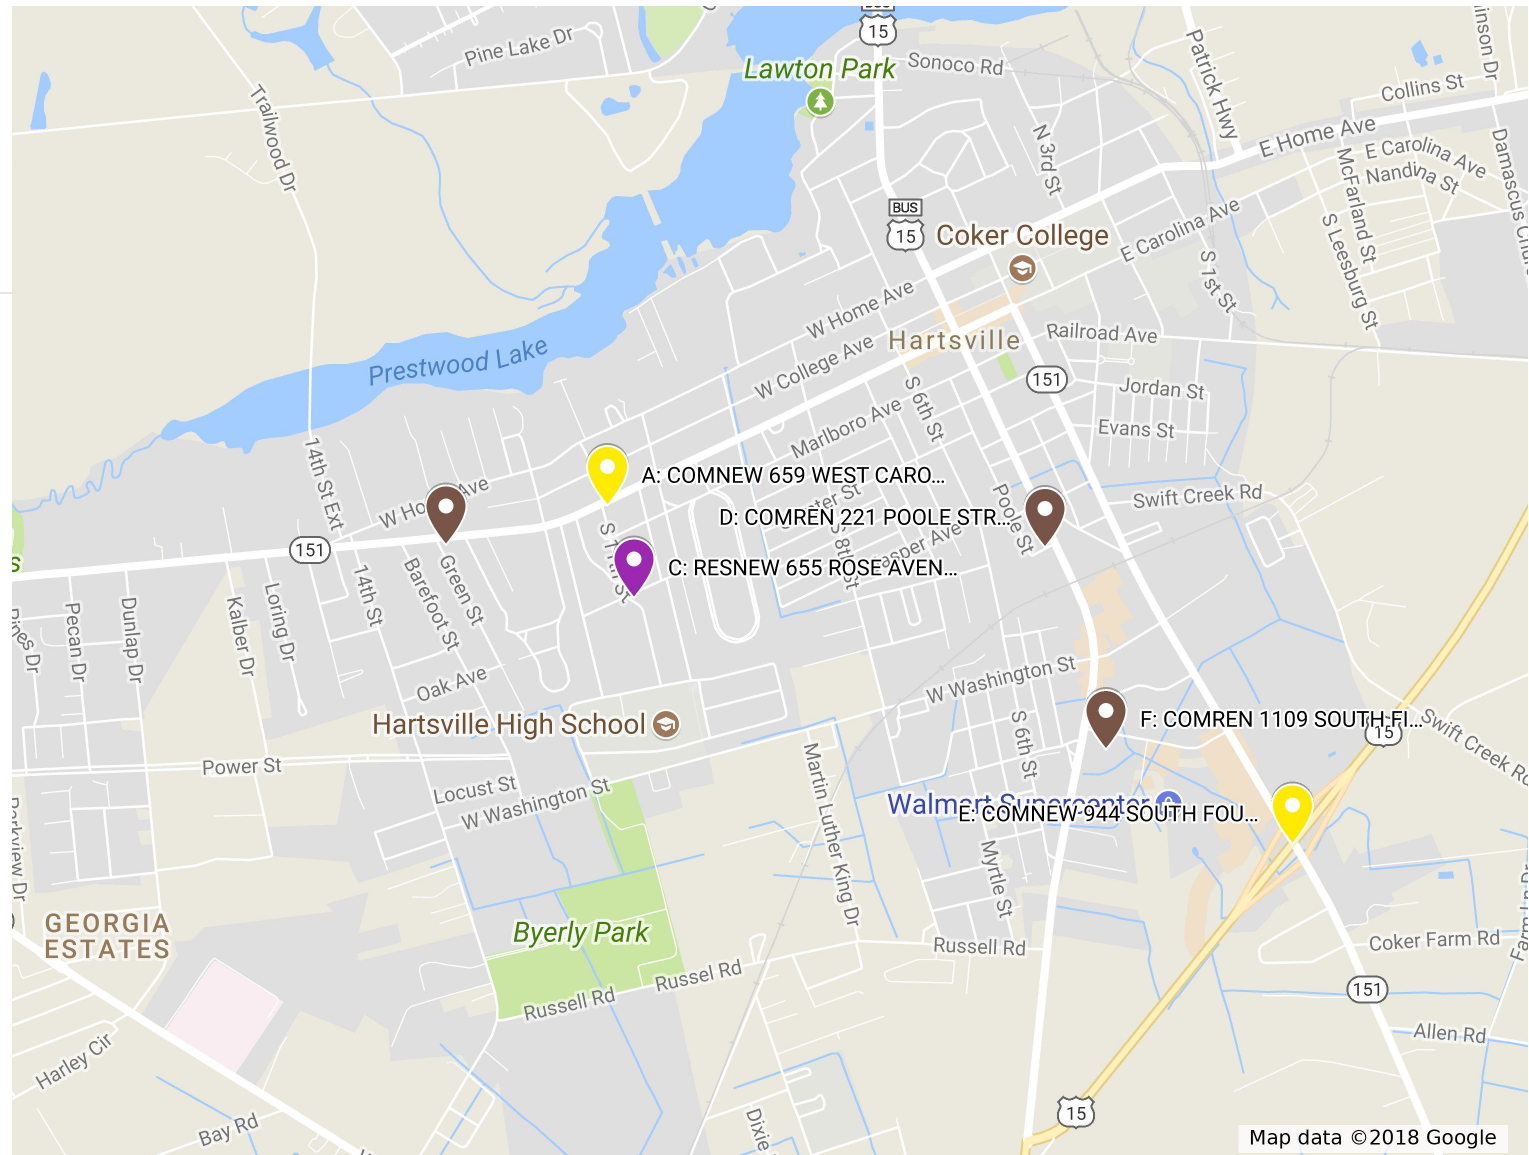 Pine Lake Dr
BUS
15
Sonoco Rd
Lawton Park
Patrick Hwy
Collins St
Trailwood Dr
N 3rd St
E Home Ave
E Carolina Ave
Nandina St
McFarland St
S Leesburg St
BUS
15
Coker College
E Carolina Ave
S 1st St
W Home Ave
Hartsville
Railroad Ave
Prestwood Lake
W College Ave
151
Jordan St
S 6th St
Marlboro Ave
Evans St
14th St Ext
A: COMNEW 659 WEST CARO...
Swift Creek Rd
Poole St
D: COMREN 221 POOLE STR...
151
C: RESNEW 655 ROSE AVEN...
14th St
Green St
Barefoot St
Kalber Dr
Loring Dr
Pecan Dr
Dunlap Dr
Oak Ave
W Washington St
Hartsville High School
S 6th St
F: COMREN 1109 SOUTH FI...
15
Swift Creek Rd
Power St
Locust St
W Washington St
Martin Luther King Dr
E: COMNEW 944 SOUTH FOU...
Parkview Dr
Myrtle St
GEORGIA
ESTATES
Byerly Park
Russell Rd
Coker Farm Rd
Russel Rd
Russell Rd
151
Allen Rd
Harley Cir
15
Bay Rd
Map data ©2018 Google